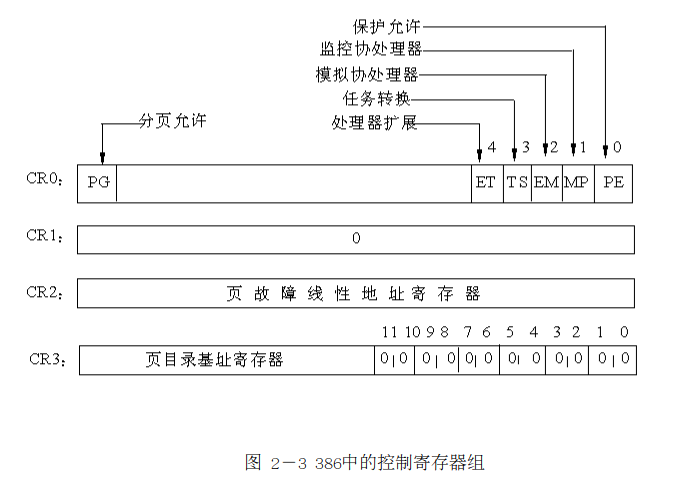 保护允许
监控协处理器
模拟协处理器
任务转换
分页允许 处理器扩展
4 3 2 1 0
CR0: PG ET TS EM MP PE
CR1: 0
CR2: 页故障线性地址寄存器
11 10 9 8 7 6 5 4 3 2 1 0
CR3: 页目录基址寄存器 0 0 0 0 0 0 0 0 0 0 0 0
图 2－3 386中的控制寄存器组